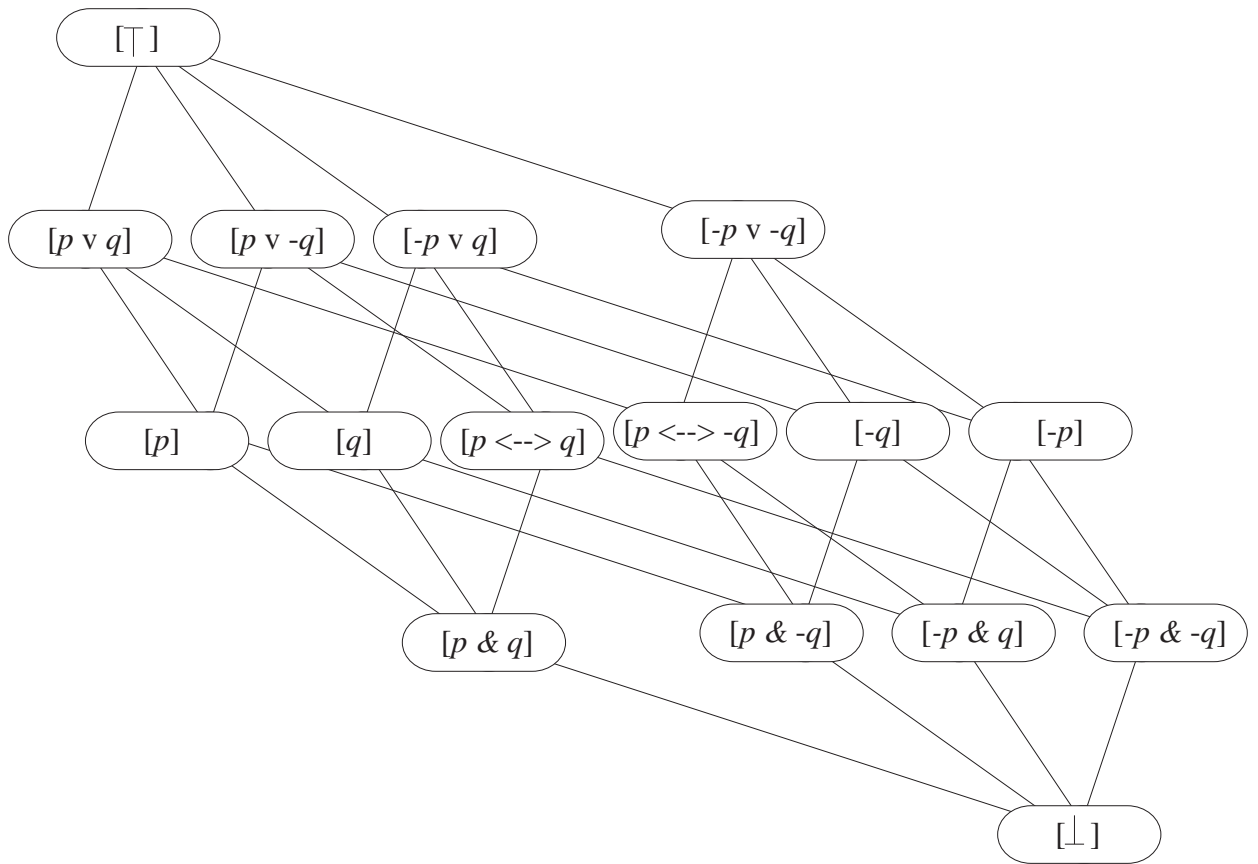 [⊤]
[p v q] [p v -q] [-p v q] [-p v -q]
[p] [q] [p <--> q] [p <--> -q] [-q] [-p]
[p & q] [p & -q] [-p & q] [-p & -q]
[⊥]